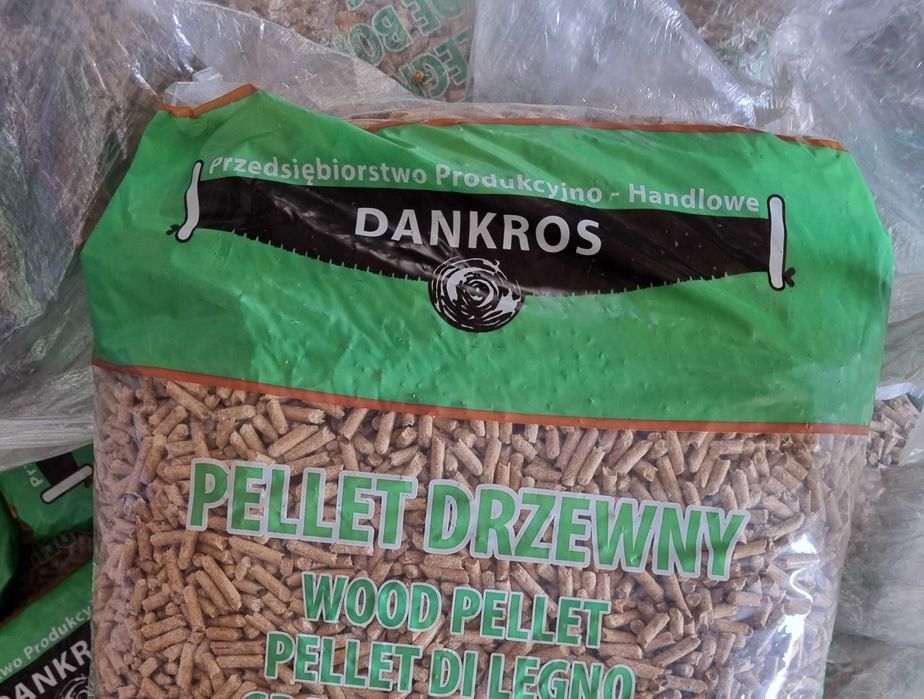 Przedsiębiorstwo Produkcyjno - Handlowe
DANKROS
PELLET DRZEWNY
WOOD PELLET
PELLET DI LEGNO